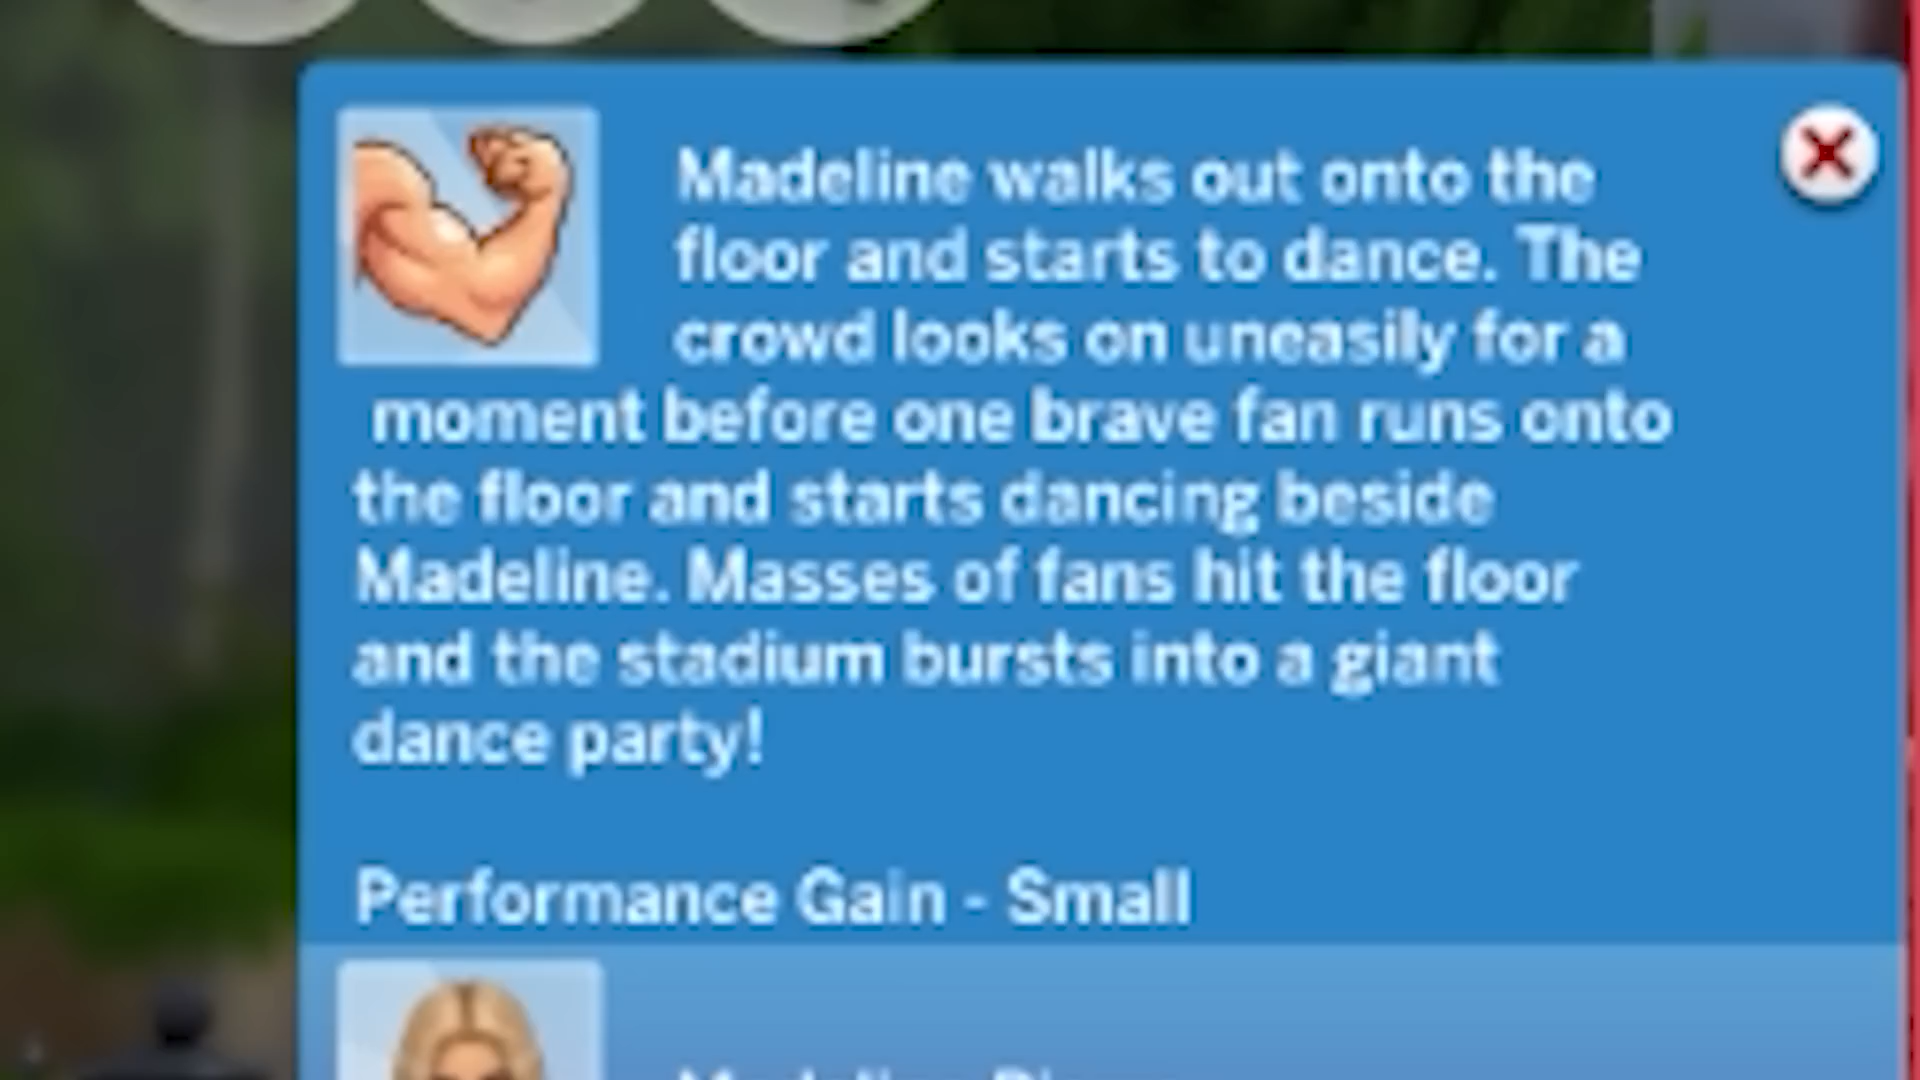 Madeline walks out onto the
floor and starts to dance. The
crowd looks on uneasily for a
moment before one brave fan runs onto
the floor and starts dancing beside
Madeline. Masses of fans hit the floor
and the stadium bursts into a giant
dance party!
Performance Gain - Small
Madeline